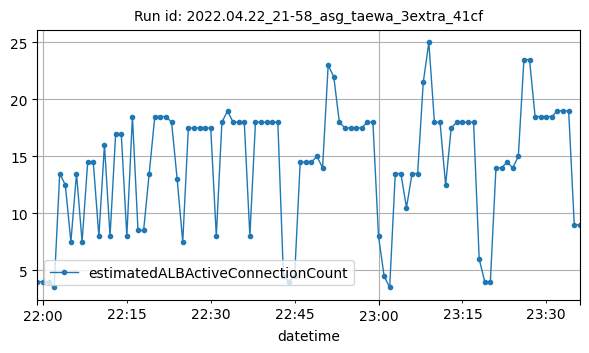 Run id: 2022.04.22_21-58_asg_taewa_3extra_41cf
25
20
15
10
5
estimatedALBActiveConnectionCount
22:00 22:15 22:30 22:45 23:00 23:15 23:30
datetime